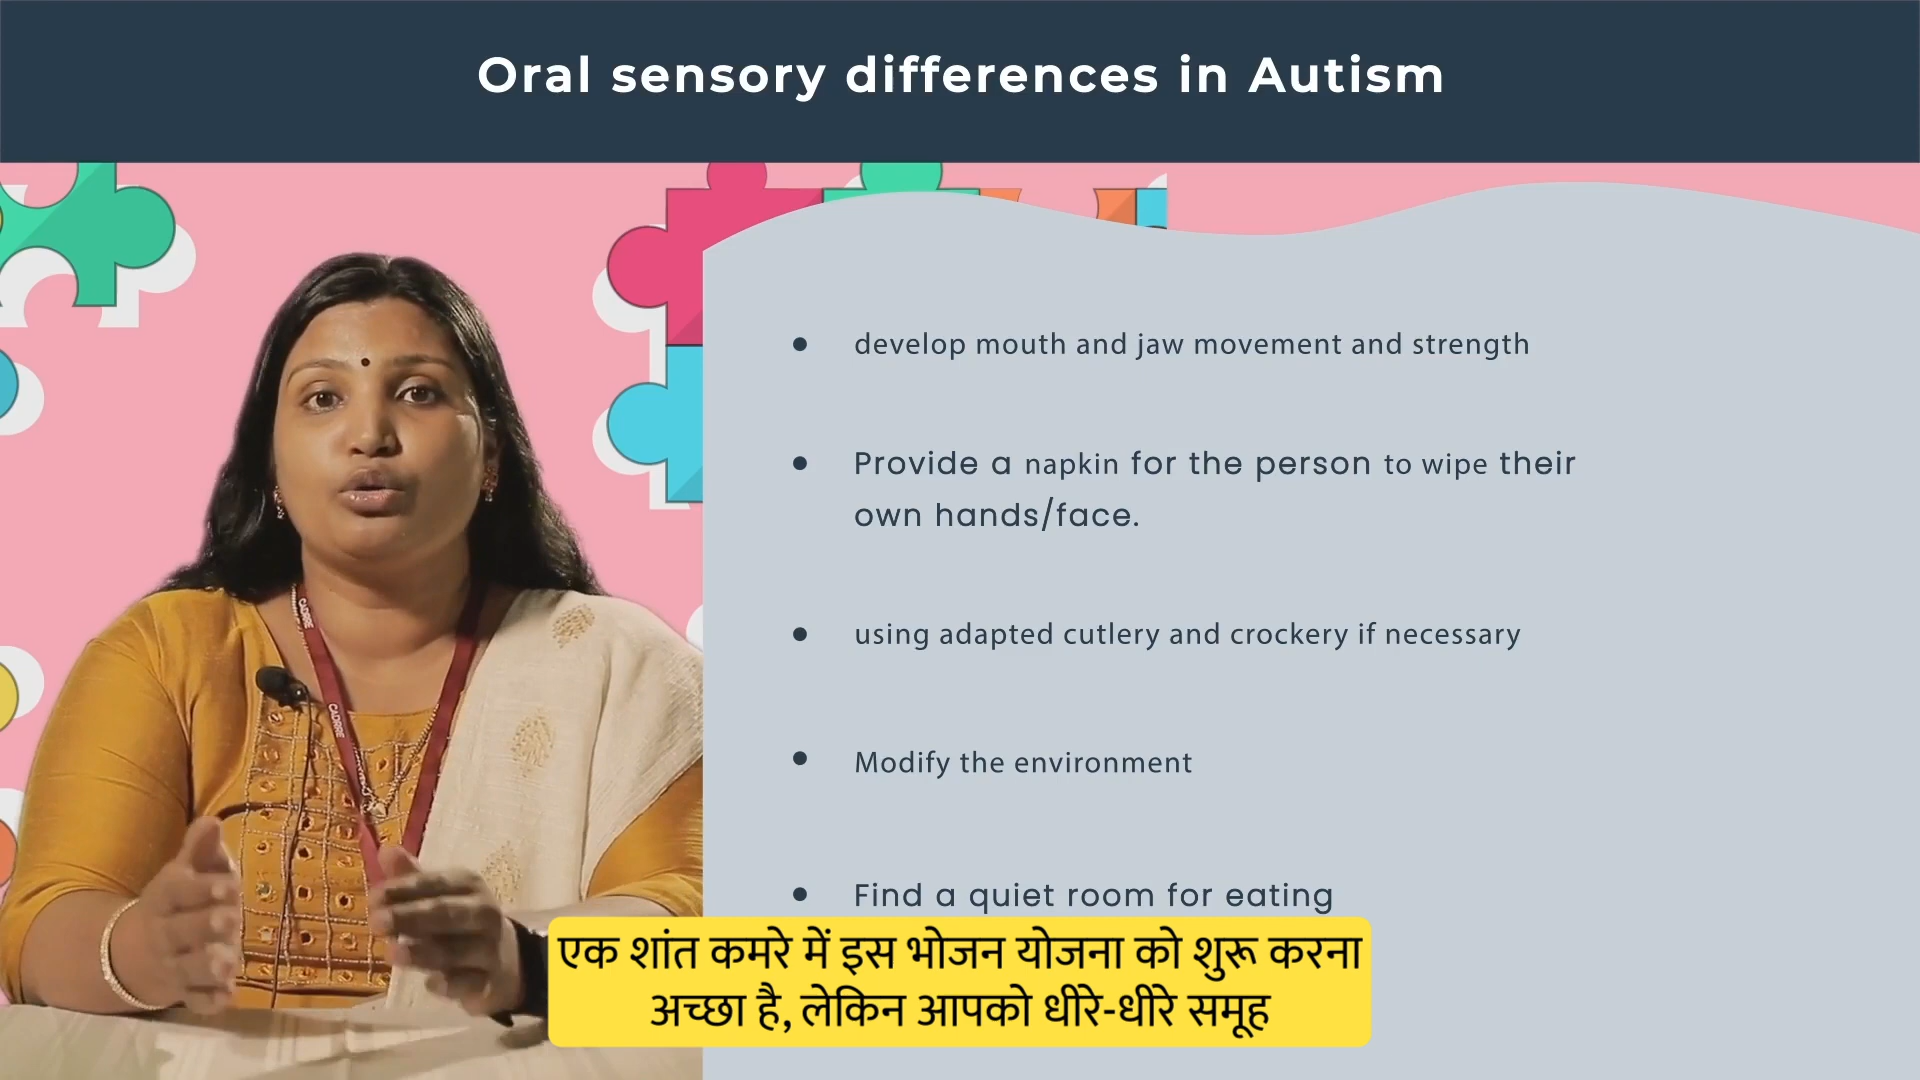 Oral sensory differences in Autism
CADRRE
CADRRE
• develop mouth and jaw movement and strength
• Provide a napkin for the person to wipe their
own hands/face.
• using adapted cutlery and crockery if necessary
• Modify the environment
• Find a quiet room for eating
एक शांत कमरे में इस भोजन योजना को शुरू करना
अच्छा है, लेकिन आपको धीरे-धीरे समूह